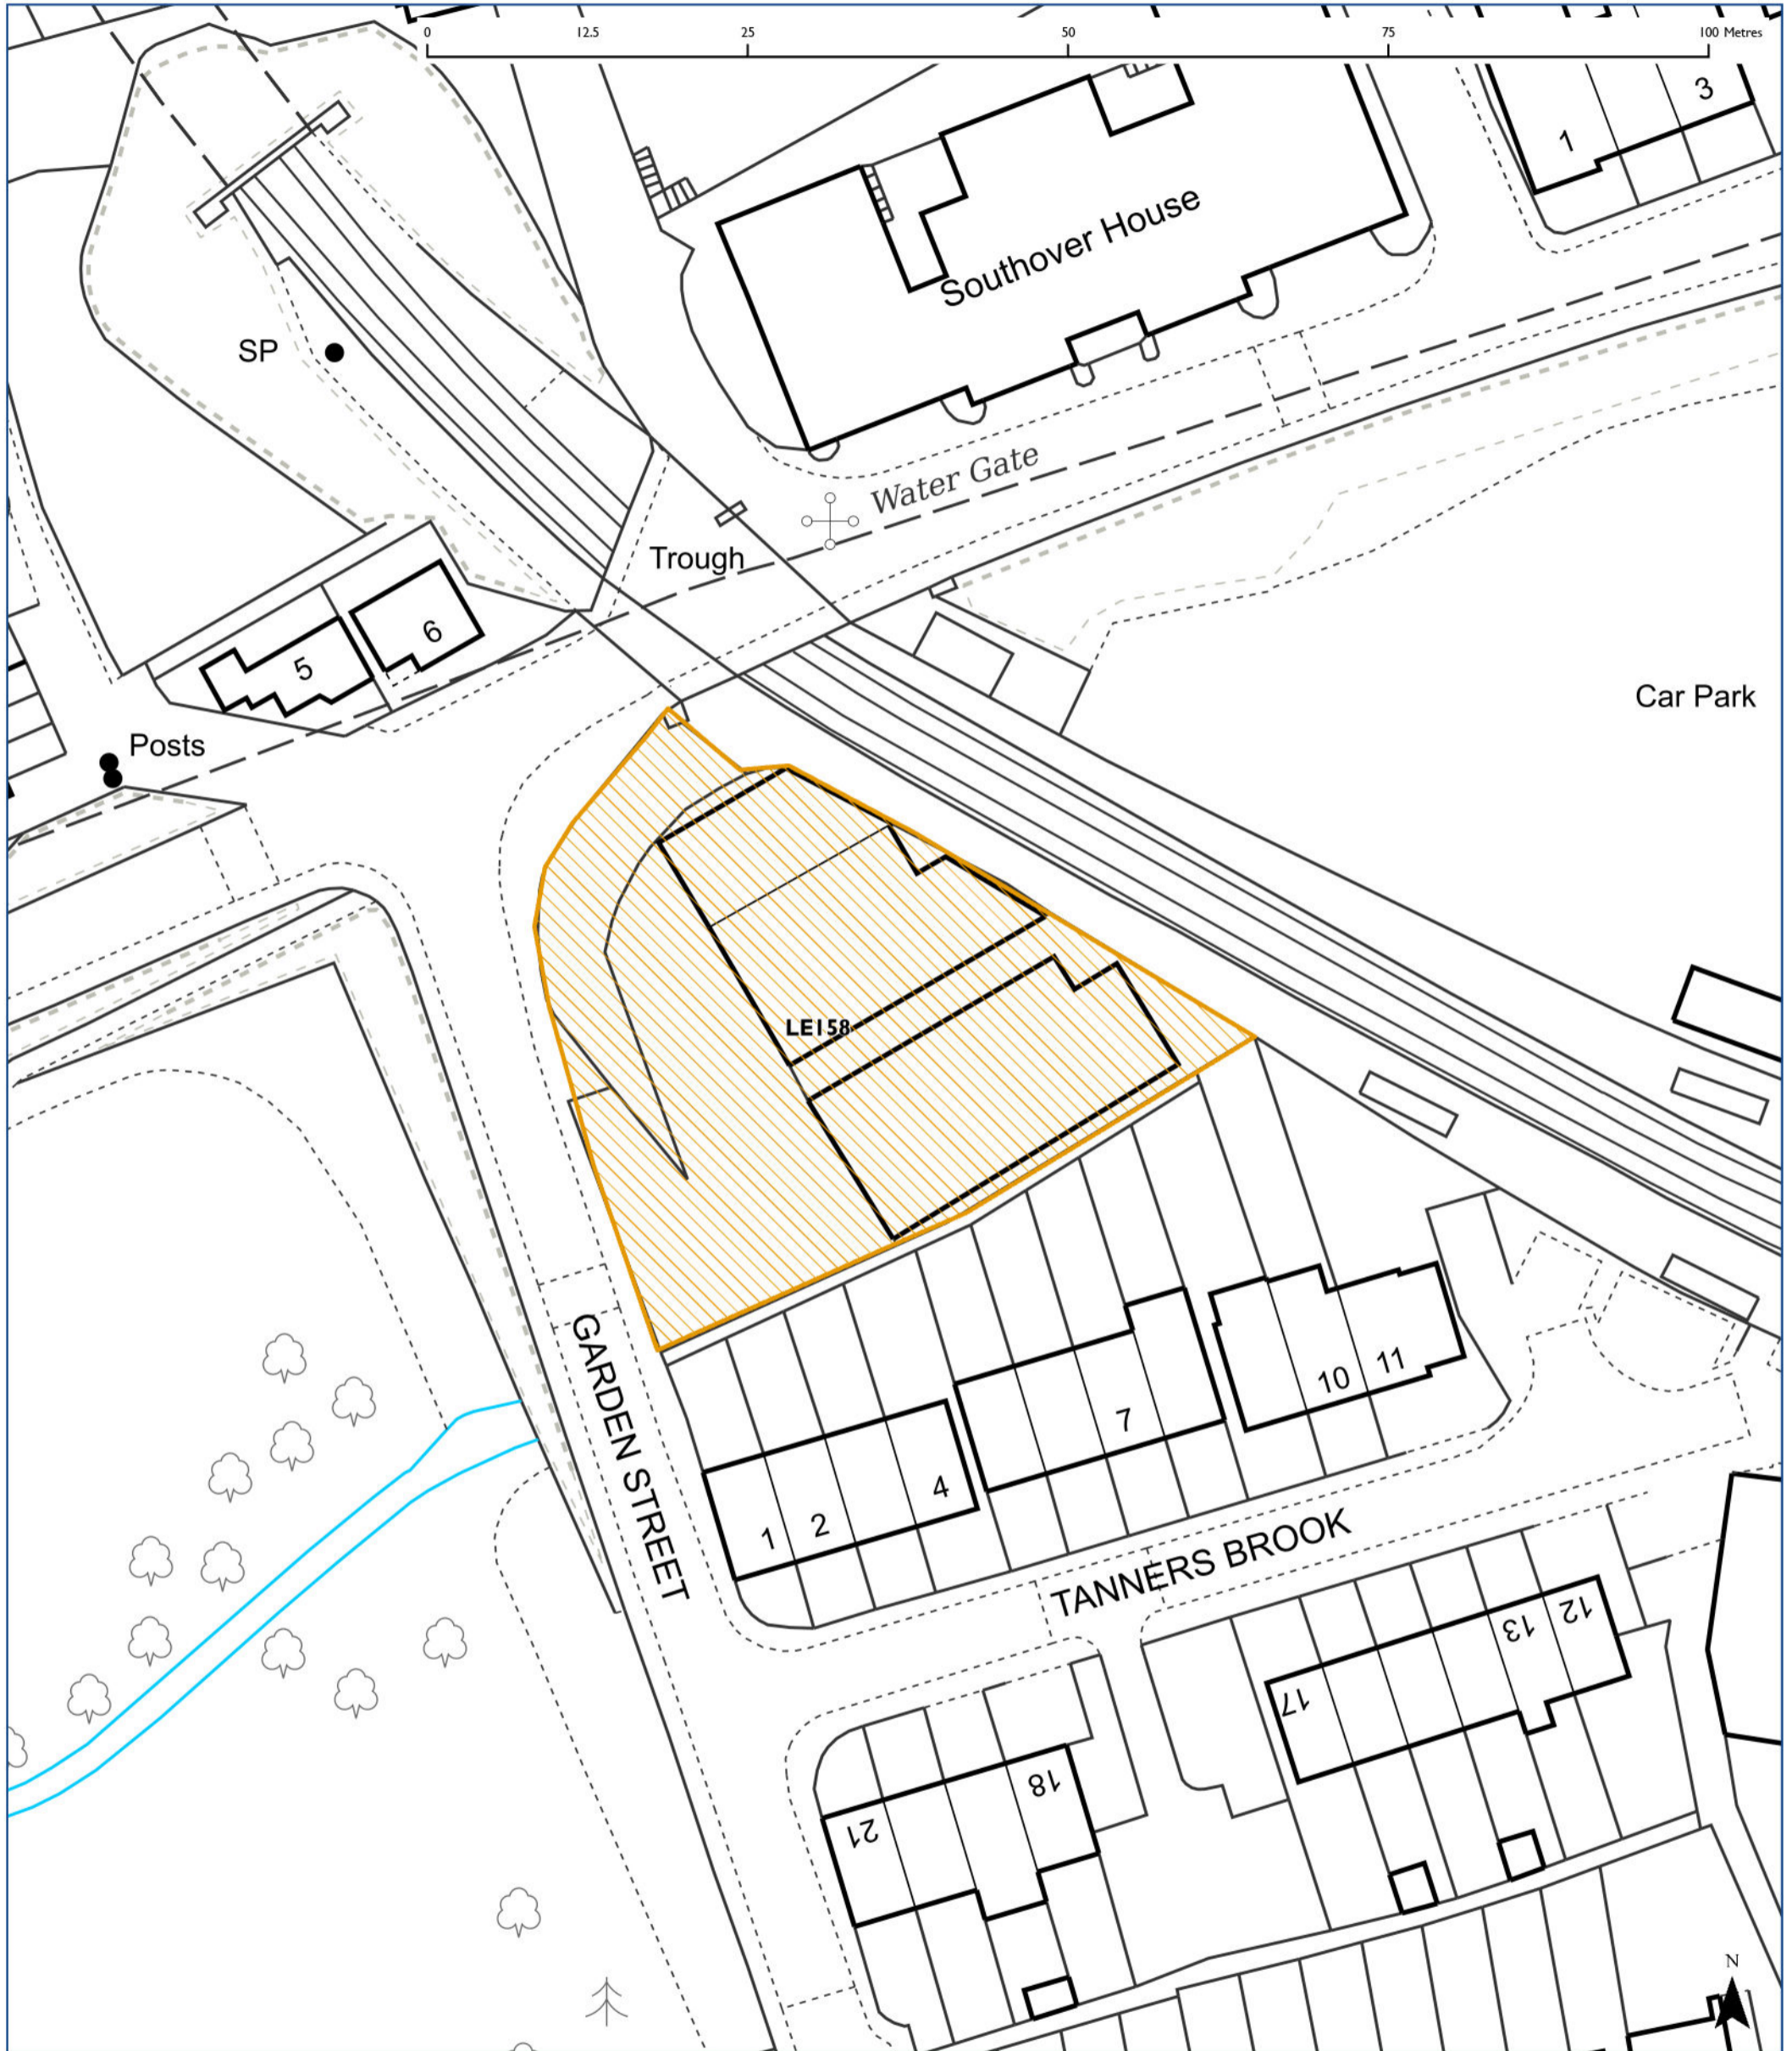 0 12.5 25 50 75 100 Metres
3
1
Southover House
SP
Water Gate
Trough
6
5
Car Park
Posts
LE158
GARDEN STREET
10 11
7
4
2
1
TANNERS BROOK
12
13
17
18
21
N